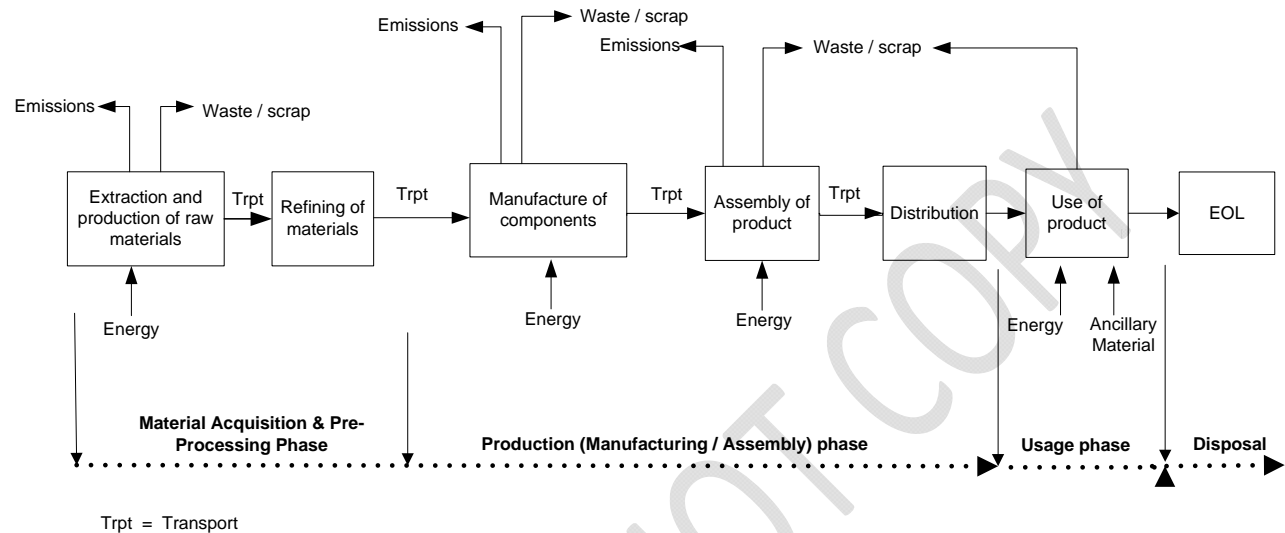 Emissions
Waste / scrap
Emissions
Waste / scrap
Emissions
Waste / scrap
Extraction and
production of raw
materials
Trpt
Refining of
materials
Trpt
Manufacture of
components
Trpt
Assembly of
product
Trpt
Distribution
Use of
product
EOL
Energy
Energy
Energy
Energy
Ancillary
Material
Material Acquisition & Pre-
Processing Phase
Production (Manufacturing / Assembly) phase
Usage phase
Disposal
Trpt = Transport
OT COPY